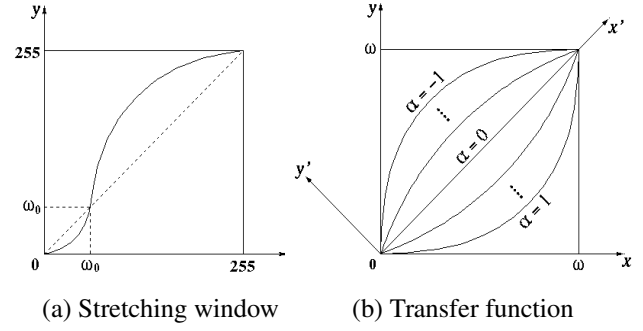 y
255
ω₀
0
ω₀
255
x
(a) Stretching window
y
x'
ω
α = -1
....
α = 0
y'
....
α = 1
0
ω
x
(b) Transfer function